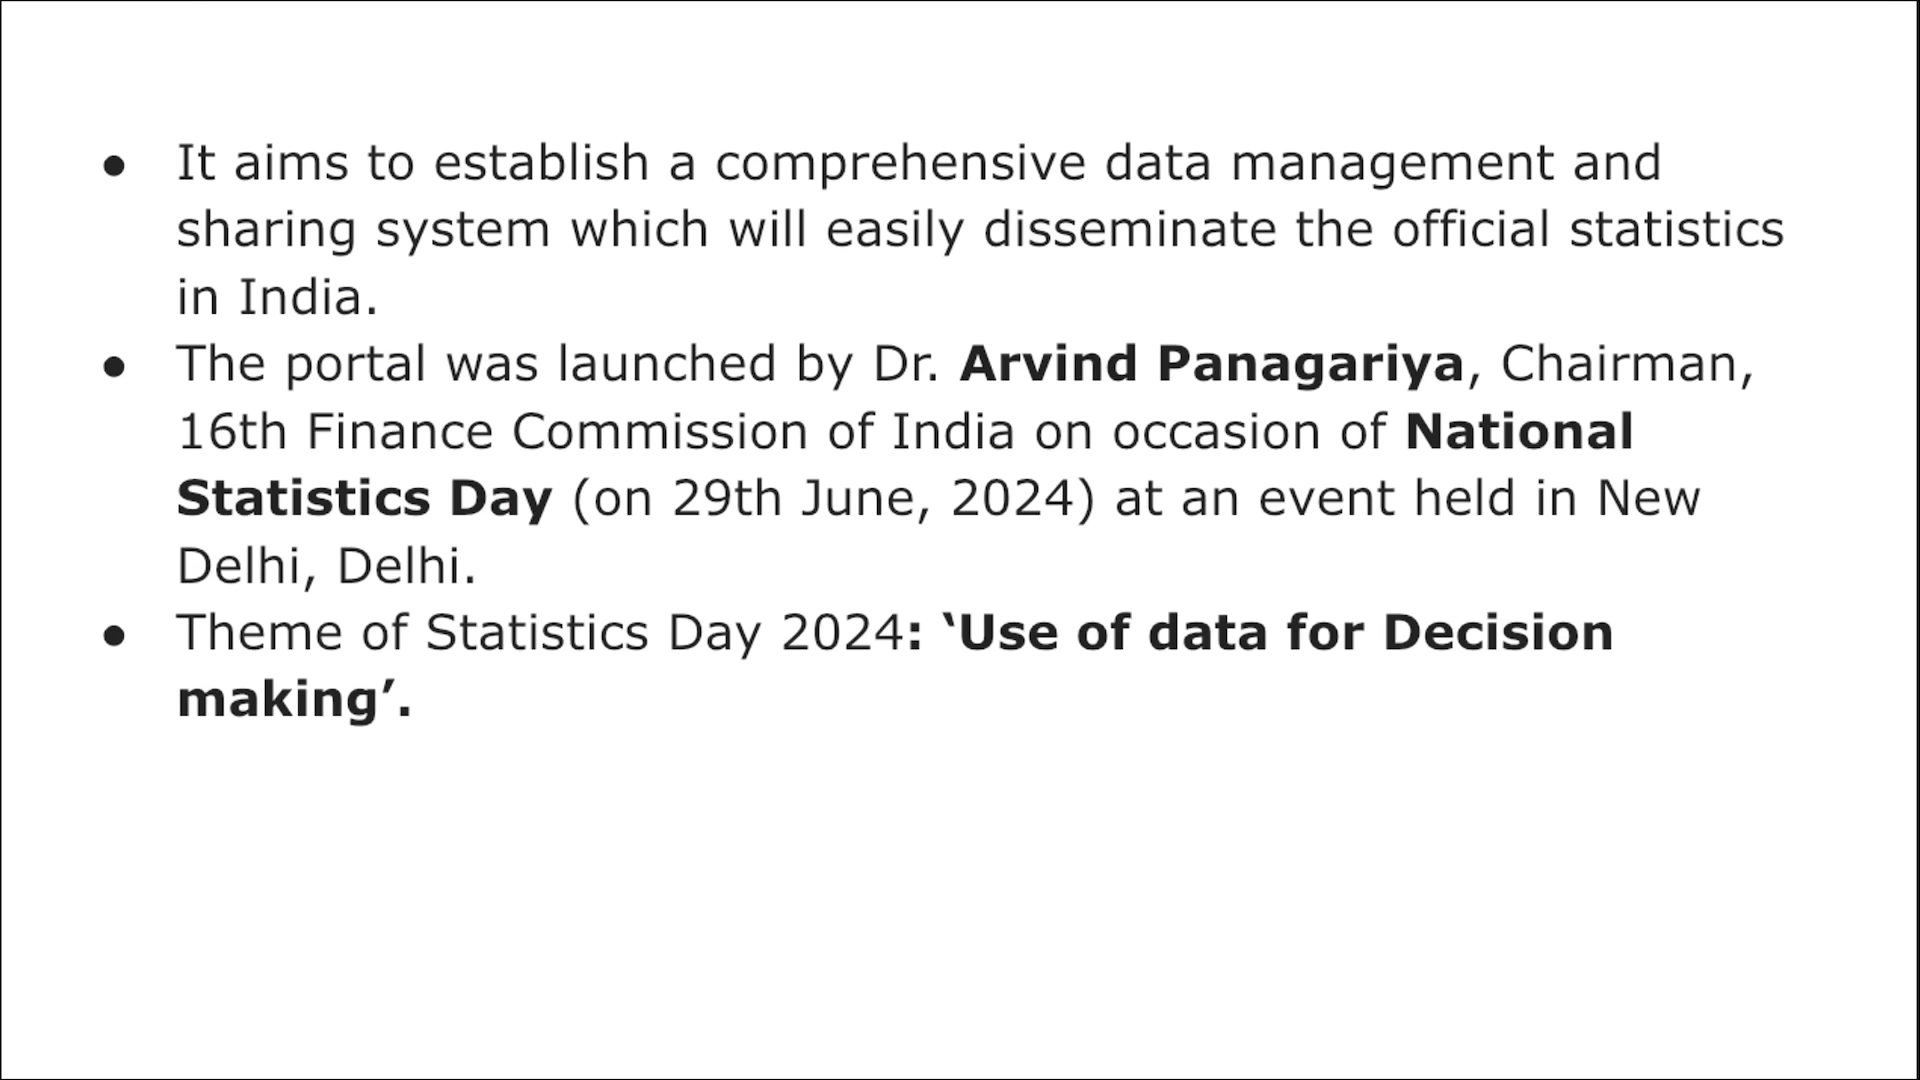 ● It aims to establish a comprehensive data management and
sharing system which will easily disseminate the official statistics
in India.
● The portal was launched by Dr. Arvind Panagariya, Chairman,
16th Finance Commission of India on occasion of National
Statistics Day (on 29th June, 2024) at an event held in New
Delhi, Delhi.
● Theme of Statistics Day 2024: ‘Use of data for Decision
making’.